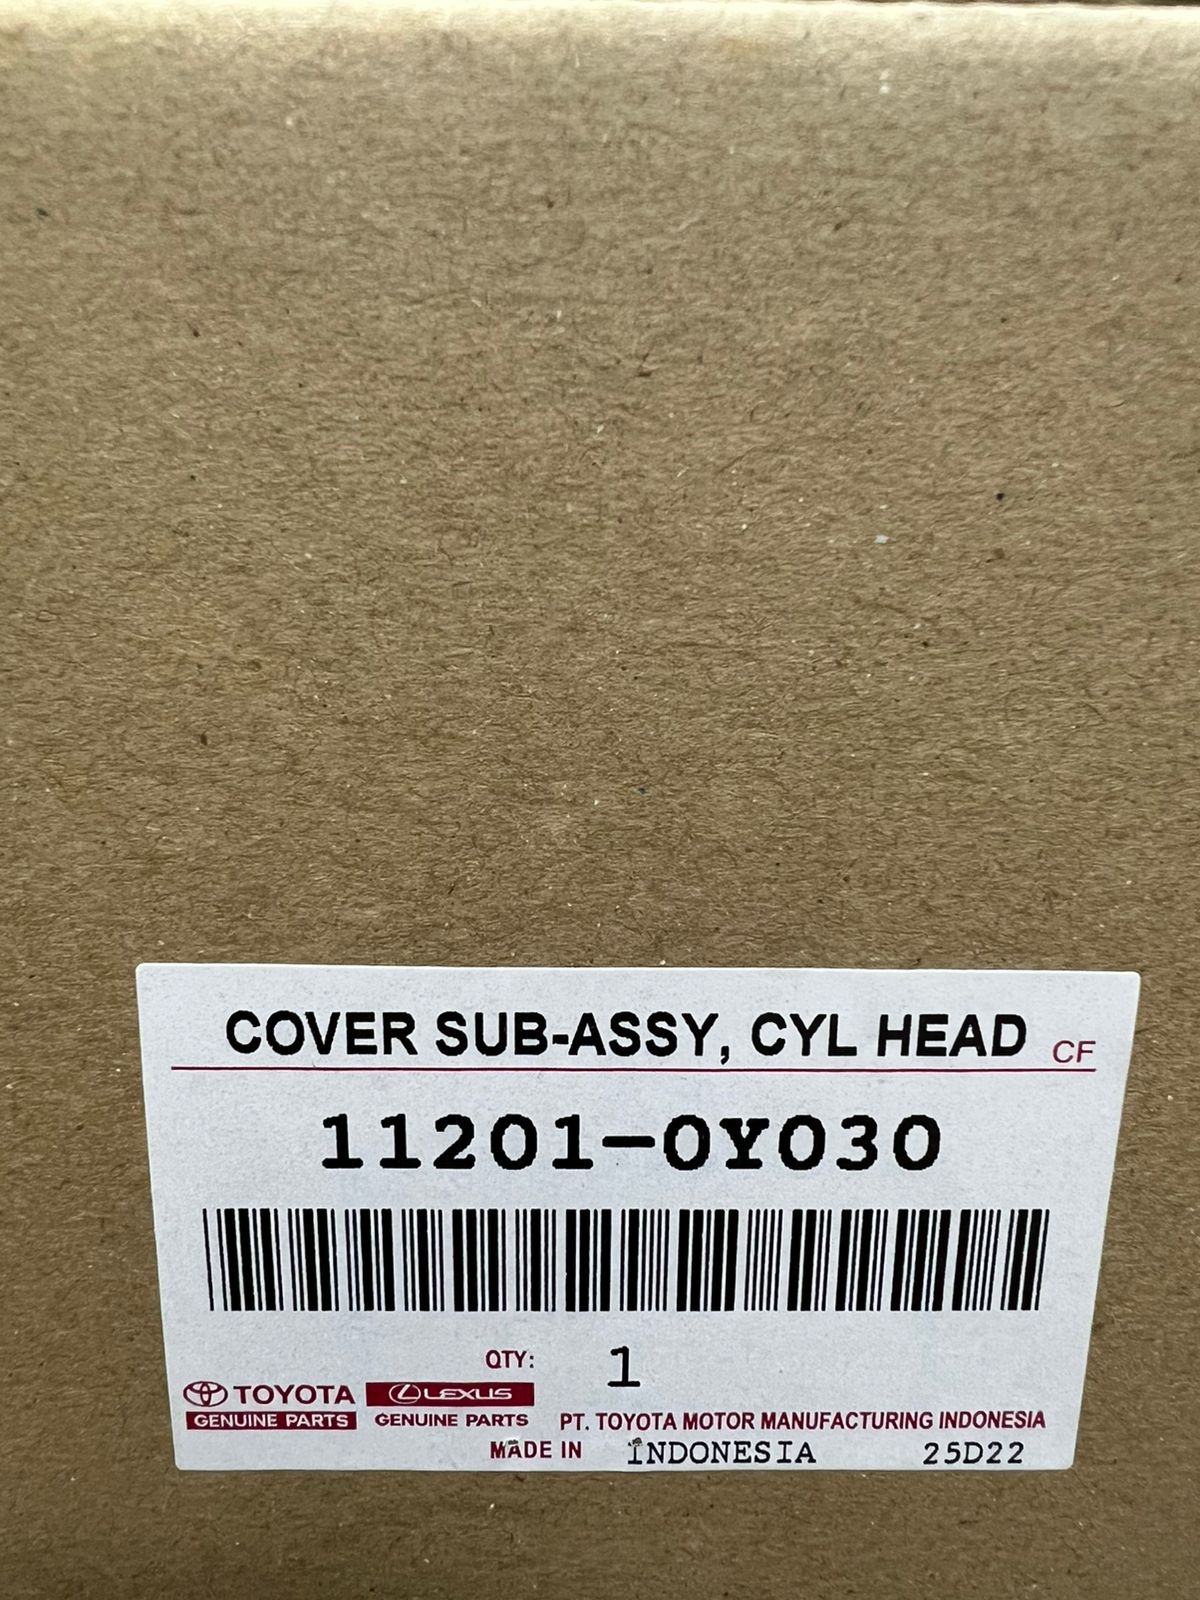 COVER SUB-ASSY, CYL HEAD CF
11201-0Y030
QTY: 1
TOYOTA LEXUS
GENUINE PARTS GENUINE PARTS PT. TOYOTA MOTOR MANUFACTURING INDONESIA
MADE IN INDONESIA 25D22